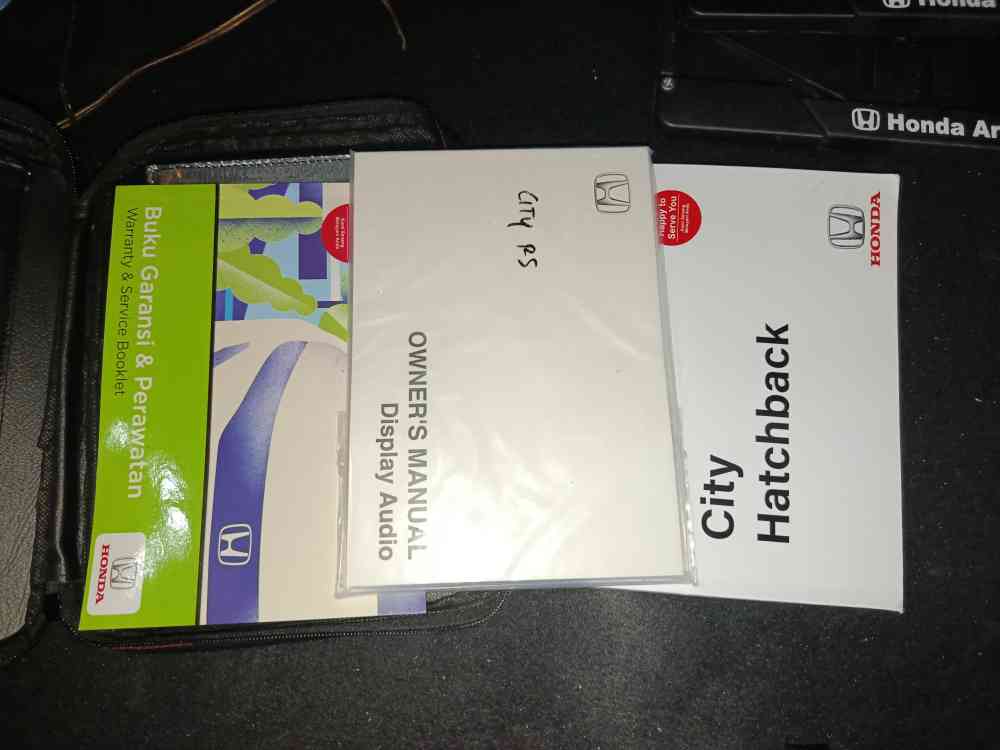 Buku Garansi & Perawatan
Warranty & Service Booklet
HONDA
CITY RS
OWNER'S MANUAL
Display Audio
Happy to
Serve You
HONDA
City
Hatchback
Honda
Honda Ar